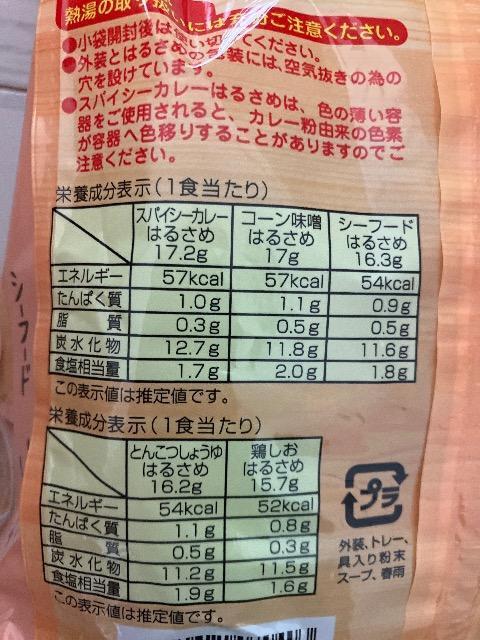 熱湯の取り扱いには充分ご注意ください。
●小袋開封後は使い切ってください。
●外装とはるさめの包装には、空気抜きの為の
穴を設けています。
●スパイシーカレーはるさめは、色の薄い容
器をご使用されると、カレー粉由来の色素
が容器へ色移りすることがありますのでご
注意ください。
栄養成分表示(1食当たり)
スパイシーカレー コーン味噌 シーフード
はるさめ はるさめ はるさめ
17.2g 17g 16.3g
エネルギー 57kcal 57kcal 54kcal
たんぱく質 1.0g 1.1g 0.9g
脂質 0.3g 0.5g 0.5g
炭水化物 12.7g 11.8g 11.6g
食塩相当量 1.7g 2.0g 1.8g
この表示値は推定値です。
栄養成分表示(1食当たり)
とんこつしょうゆ 鶏しお
はるさめ はるさめ
16.2g 15.7g
エネルギー 54kcal 52kcal
たんぱく質 1.1g 0.8g
脂質 0.5g 0.3g
炭水化物 11.2g 11.5g
食塩相当量 1.9g 1.6g
この表示値は推定値です。
プラ
外装、トレー、
具入り粉末
スープ、春雨
シーフード